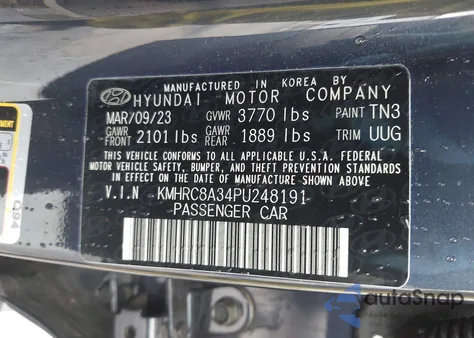 MANUFACTURED IN KOREA BY
HYUNDAI MOTOR COMPANY
MAR/09/23 GVWR 3770 lbs PAINT TN3
GAWR FRONT 2101 lbs GAWR REAR 1889 lbs TRIM UUG
THIS VEHICLE CONFORMS TO ALL APPLICABLE U.S.A. FEDERAL
MOTOR VEHICLE SAFETY, BUMPER, AND THEFT PREVENTION STANDARDS
IN EFFECT ON THE DATE OF MANUFACTURE SHOWN ABOVE.
V.I.N KMHRC8A34PU248191
PASSENGER CAR
autoSnap